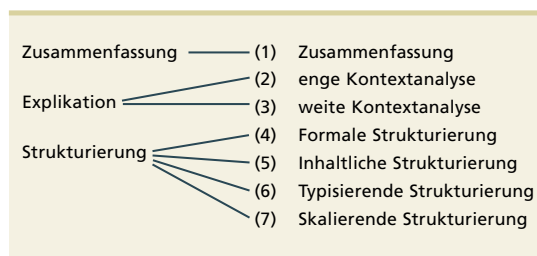 Zusammenfassung (1) Zusammenfassung
(2) enge Kontextanalyse
Explikation (3) weite Kontextanalyse
(4) Formale Strukturierung
Strukturierung (5) Inhaltliche Strukturierung
(6) Typisierende Strukturierung
(7) Skalierende Strukturierung